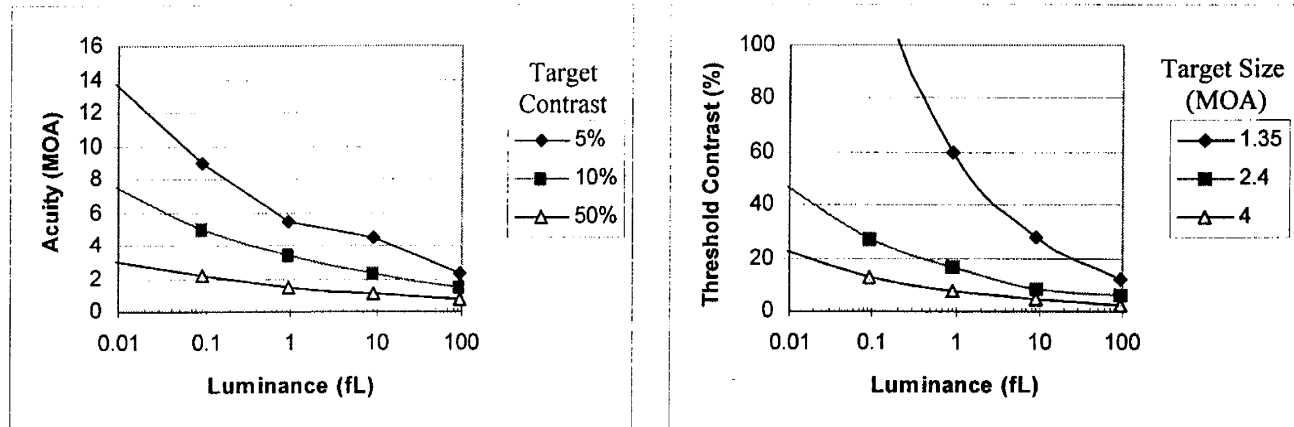 16
14
12
10
8
6
4
2
0
0.01 0.1 1 10 100
Acuity (MOA)
Luminance (fL)
Target
Contrast
5%
10%
50%
100
80
60
40
20
0
0.01 0.1 1 10 100
Threshold Contrast (%)
Luminance (fL)
Target Size
(MOA)
1.35
2.4
4